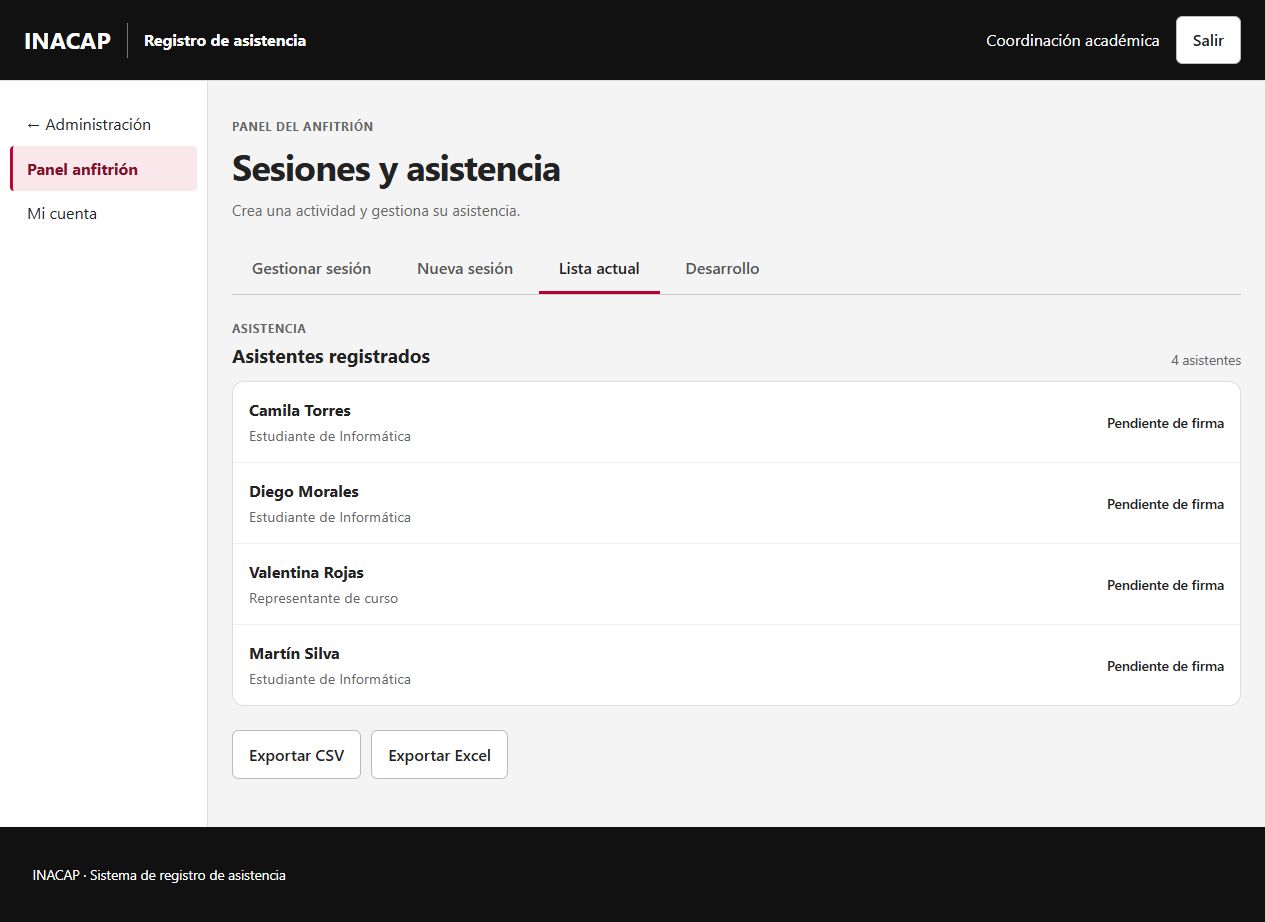 INACAP
Registro de asistencia
Coordinación académica
Salir
← Administración
Panel anfitrión
Mi cuenta
PANEL DEL ANFITRIÓN
Sesiones y asistencia
Crea una actividad y gestiona su asistencia.
Gestionar sesión
Nueva sesión
Lista actual
Desarrollo
ASISTENCIA
Asistentes registrados
4 asistentes
Camila Torres
Estudiante de Informática
Pendiente de firma
Diego Morales
Estudiante de Informática
Pendiente de firma
Valentina Rojas
Representante de curso
Pendiente de firma
Martín Silva
Estudiante de Informática
Pendiente de firma
Exportar CSV
Exportar Excel
INACAP · Sistema de registro de asistencia